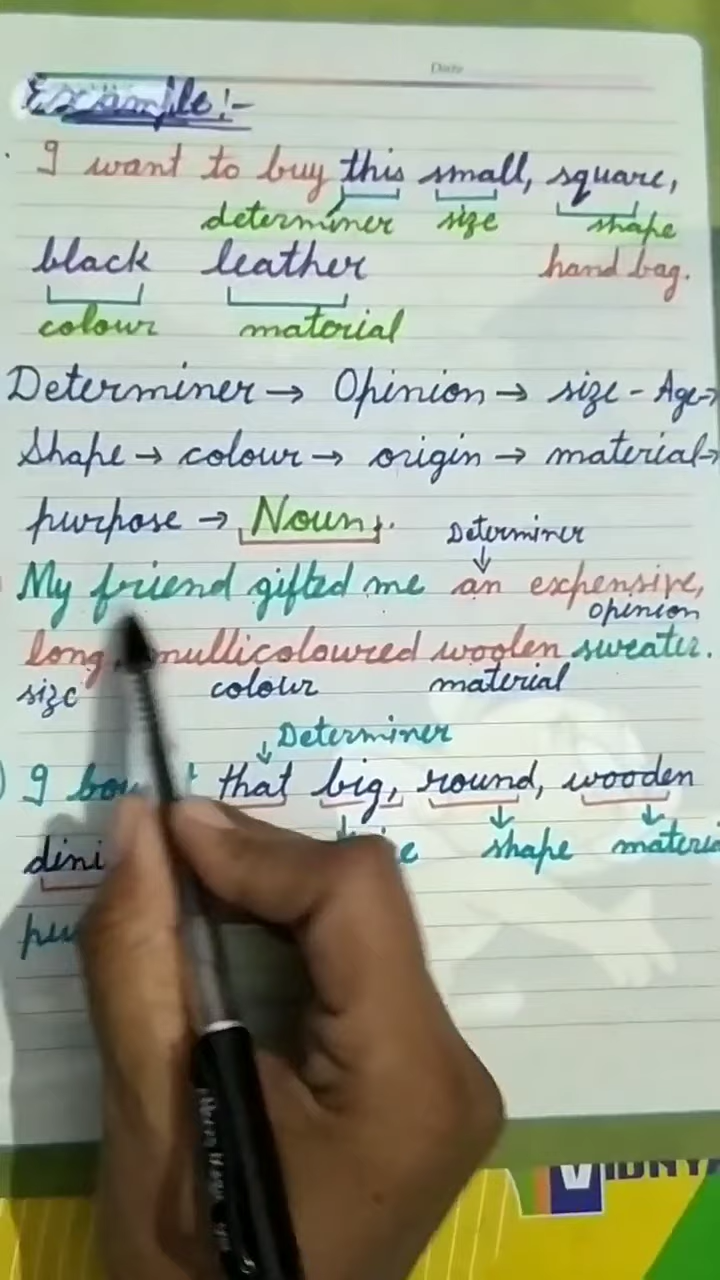 Date
Example:-
I want to buy this small, square,
determiner size shape
black leather hand bag.
colour material
Determiner → Opinion → size - Age→
Shape → colour → origin → material→
purpose → Noun.
Determiner
My friend gifted me an expensive,
opinion
long, multicoloured woolen sweater.
size colour material
Determiner
I that big, round, wooden
shape